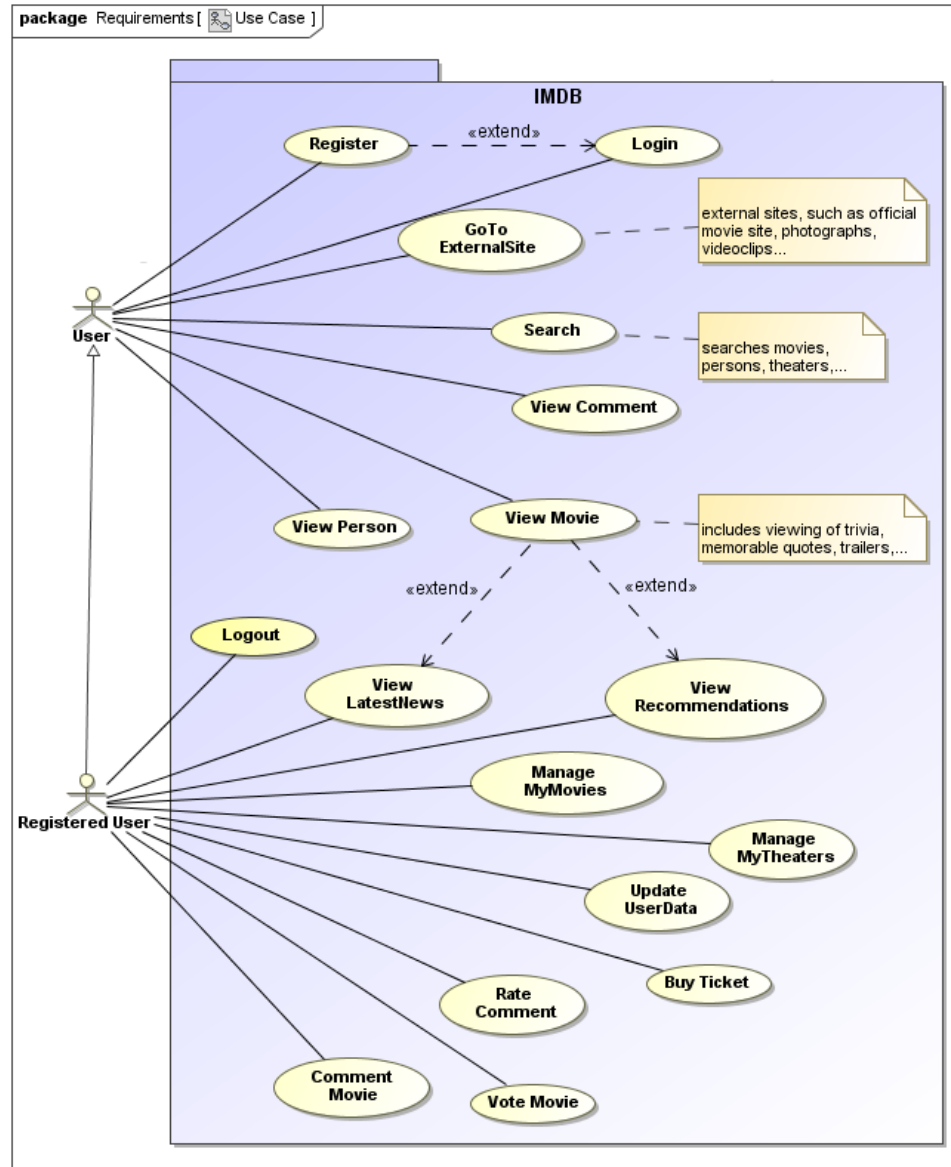 package Requirements [ Use Case ]
IMDB
Register
«extend»
Login
GoTo
ExternalSite
external sites, such as official
movie site, photographs,
videoclips...
User
Search
searches movies,
persons, theaters,...
View Comment
View Person
View Movie
includes viewing of trivia,
memorable quotes, trailers,...
«extend»
«extend»
Logout
View
LatestNews
View
Recommendations
Registered User
Manage
MyMovies
Manage
MyTheaters
Update
UserData
Buy Ticket
Rate
Comment
Comment
Movie
Vote Movie